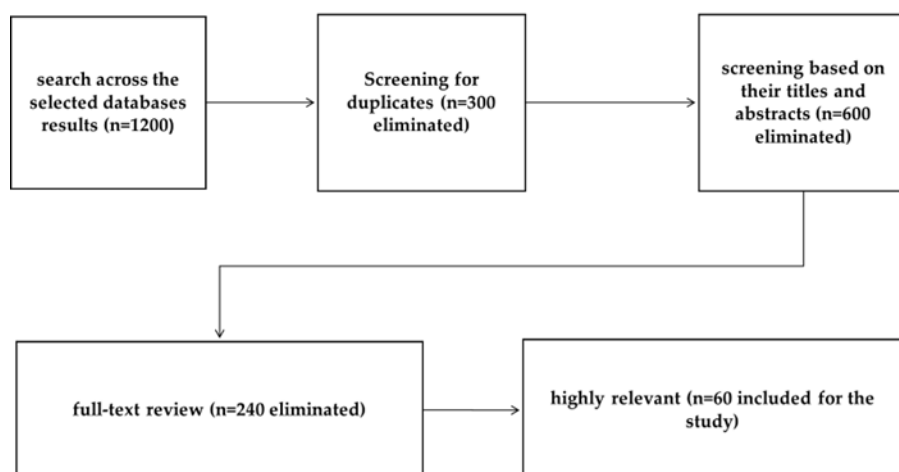 search across the
selected databases
results (n=1200)
Screening for
duplicates (n=300
eliminated)
screening based on
their titles and
abstracts (n=600
eliminated)
full-text review (n=240 eliminated)
highly relevant (n=60 included for the
study)